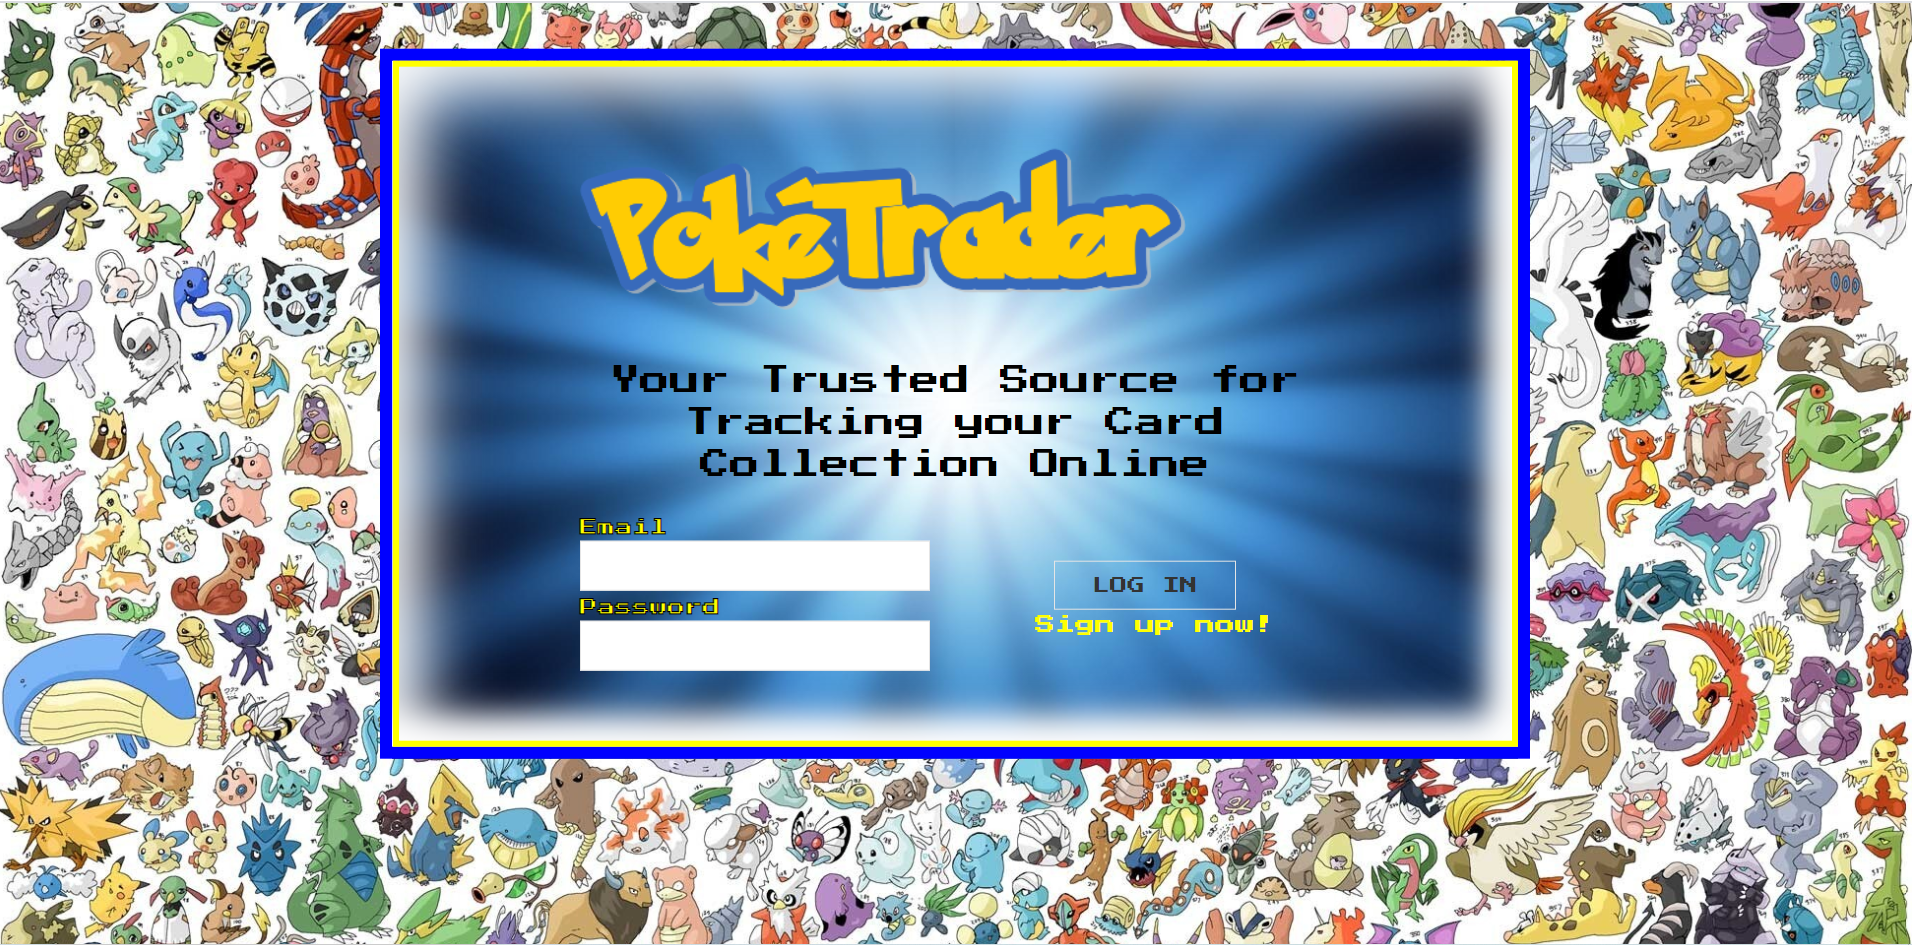 PokéTrader
Your Trusted Source for
Tracking your Card
Collection Online
Email
Password
LOG IN
Sign up now!